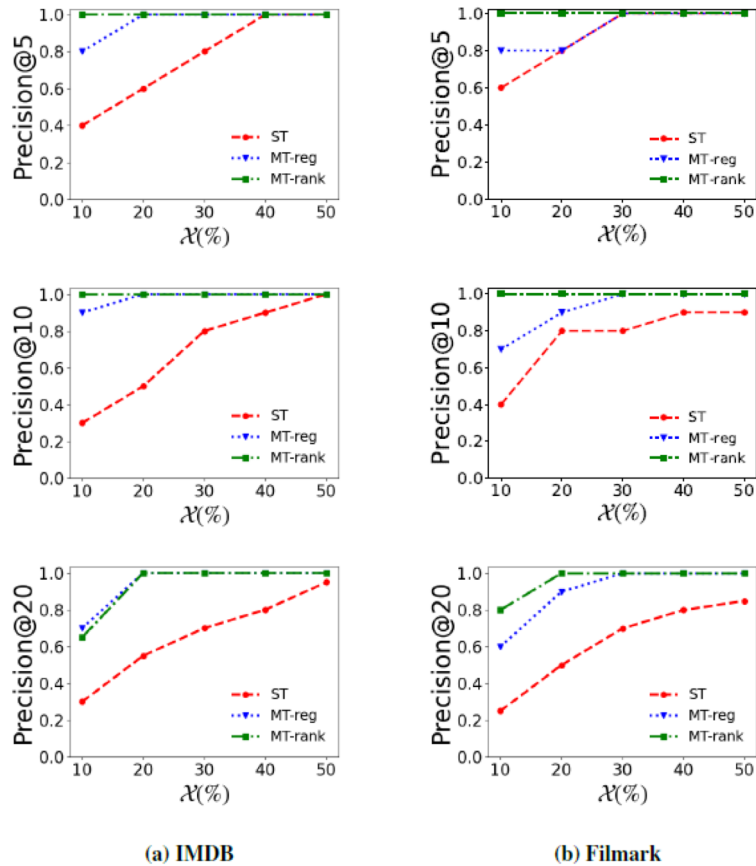 Precision@5
1.0
0.8
0.6
0.4
0.2
0.0
ST
MT-reg
MT-rank
10 20 30 40 50
𝒳(%)
Precision@5
1.0
0.8
0.6
0.4
0.2
0.0
ST
MT-reg
MT-rank
10 20 30 40 50
𝒳(%)
Precision@10
1.0
0.8
0.6
0.4
0.2
0.0
ST
MT-reg
MT-rank
10 20 30 40 50
𝒳(%)
Precision@10
1.0
0.8
0.6
0.4
0.2
0.0
ST
MT-reg
MT-rank
10 20 30 40 50
𝒳(%)
Precision@20
1.0
0.8
0.6
0.4
0.2
0.0
ST
MT-reg
MT-rank
10 20 30 40 50
𝒳(%)
Precision@20
1.0
0.8
0.6
0.4
0.2
0.0
ST
MT-reg
MT-rank
10 20 30 40 50
𝒳(%)
(a) IMDB
(b) Filmark